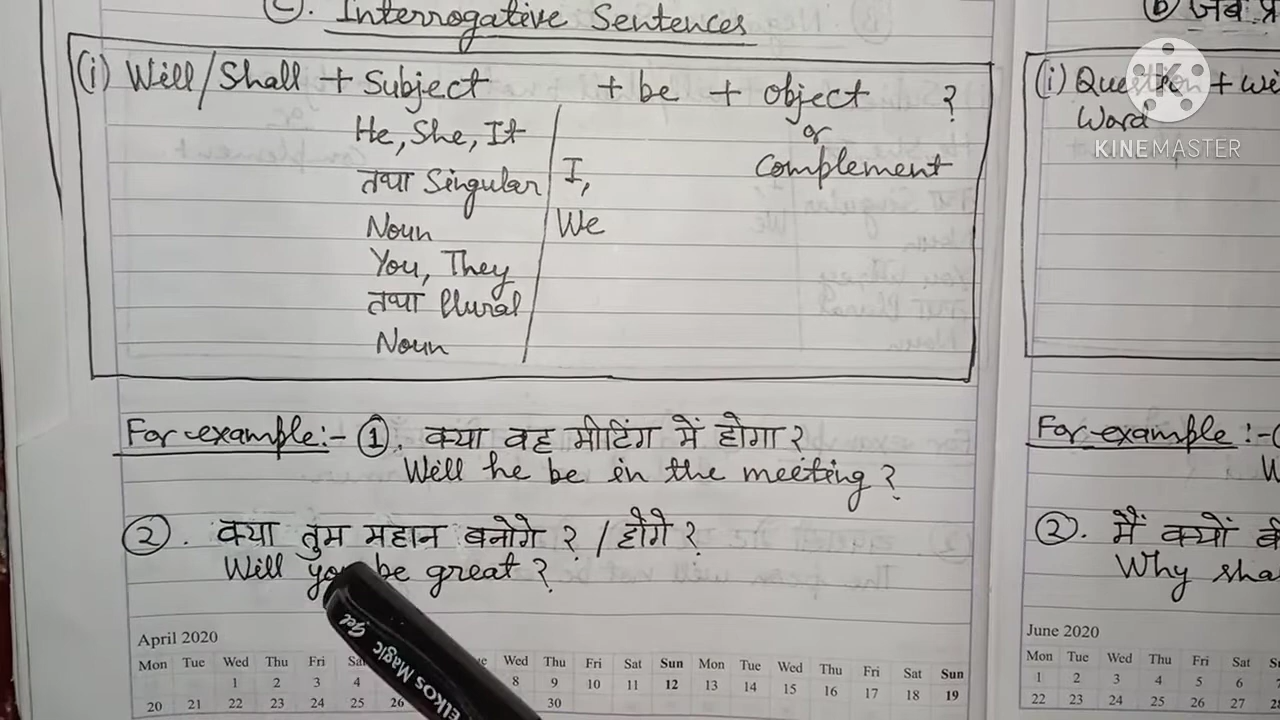 C. Interrogative Sentences
(i) Will/Shall + Subject + be + object ?
He, She, It or
complement
तथा Singular I,
Noun We
You, They
तथा Plural
Noun
For example:- 1. क्या वह मीटिंग में होगा?
Will he be in the meeting?
2. क्या तुम महान बनोगे? / होगे?
Will you be great?
April 2020
Mon Tue Wed Thu Fri Wed Thu Fri Sat Sun Mon Tue Wed Thu Fri Sat Sun
1 2 3 4 8 9 10 11 12 13 14 15 16 17 18 19
20 21 22 23 24 25 26 30
b जब
(i) Question +
Word
KINEMASTER
For example :-
2. मैं क्यों
Why
June 2020
Mon Tue Wed Thu Fri Sat
1 2 3 4 5 6
22 23 24 25 26 27
ELKOS Magic Gel